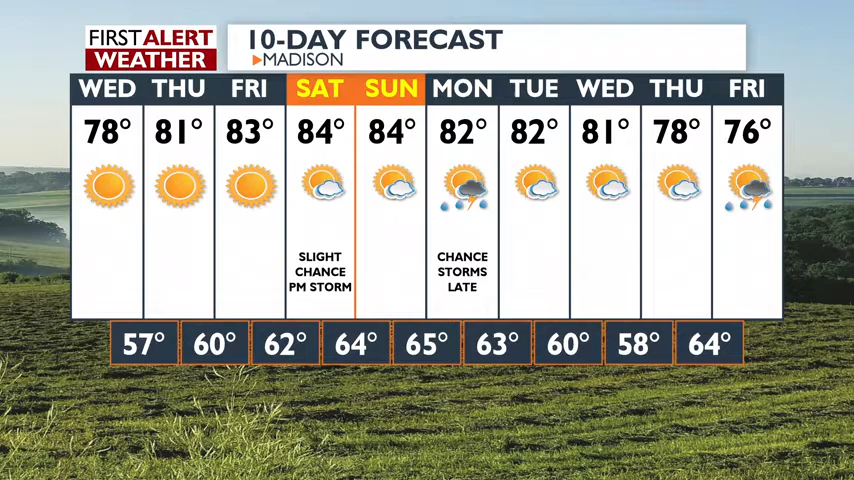 FIRST ALERT
WEATHER
10-DAY FORECAST
MADISON
WED THU FRI SAT SUN MON TUE WED THU FRI
78° 81° 83° 84° 84° 82° 82° 81° 78° 76°
SLIGHT
CHANCE
PM STORM
CHANCE
STORMS
LATE
57° 60° 62° 64° 65° 63° 60° 58° 64°